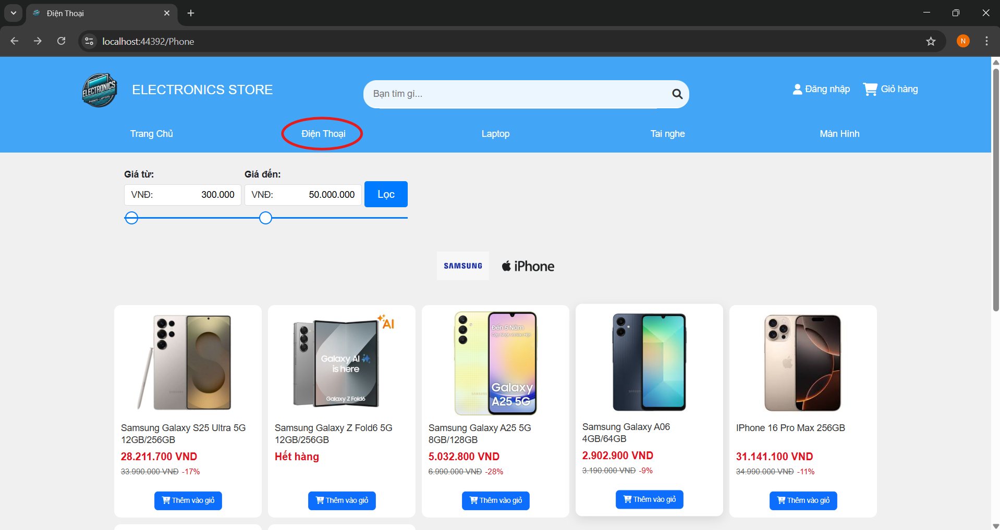 Điện Thoại
localhost:44392/Phone
N
ELECTRONICS
PHONES - LAPTOPS
ELECTRONICS STORE
Bạn tìm gì...
Đăng nhập
Giỏ hàng
Trang Chủ
Điện Thoại
Laptop
Tai nghe
Màn Hình
Giá từ:
Giá đến:
VNĐ: 300.000
VNĐ: 50.000.000
Lọc
SAMSUNG
iPhone
AI
Galaxy AI
is here
Galaxy Z Fold6
Đến 5 Năm
Cập Nhật và Bảo Mật
Galaxy
A25 5G
Samsung Galaxy S25 Ultra 5G
12GB/256GB
28.211.700 VND
33.990.000 VNĐ -17%
Thêm vào giỏ
Samsung Galaxy Z Fold6 5G
12GB/256GB
Hết hàng
Thêm vào giỏ
Samsung Galaxy A25 5G
8GB/128GB
5.032.800 VND
6.990.000 VNĐ -28%
Thêm vào giỏ
Samsung Galaxy A06
4GB/64GB
2.902.900 VND
3.190.000 VNĐ -9%
Thêm vào giỏ
IPhone 16 Pro Max 256GB
31.141.100 VND
34.990.000 VNĐ -11%
Thêm vào giỏ